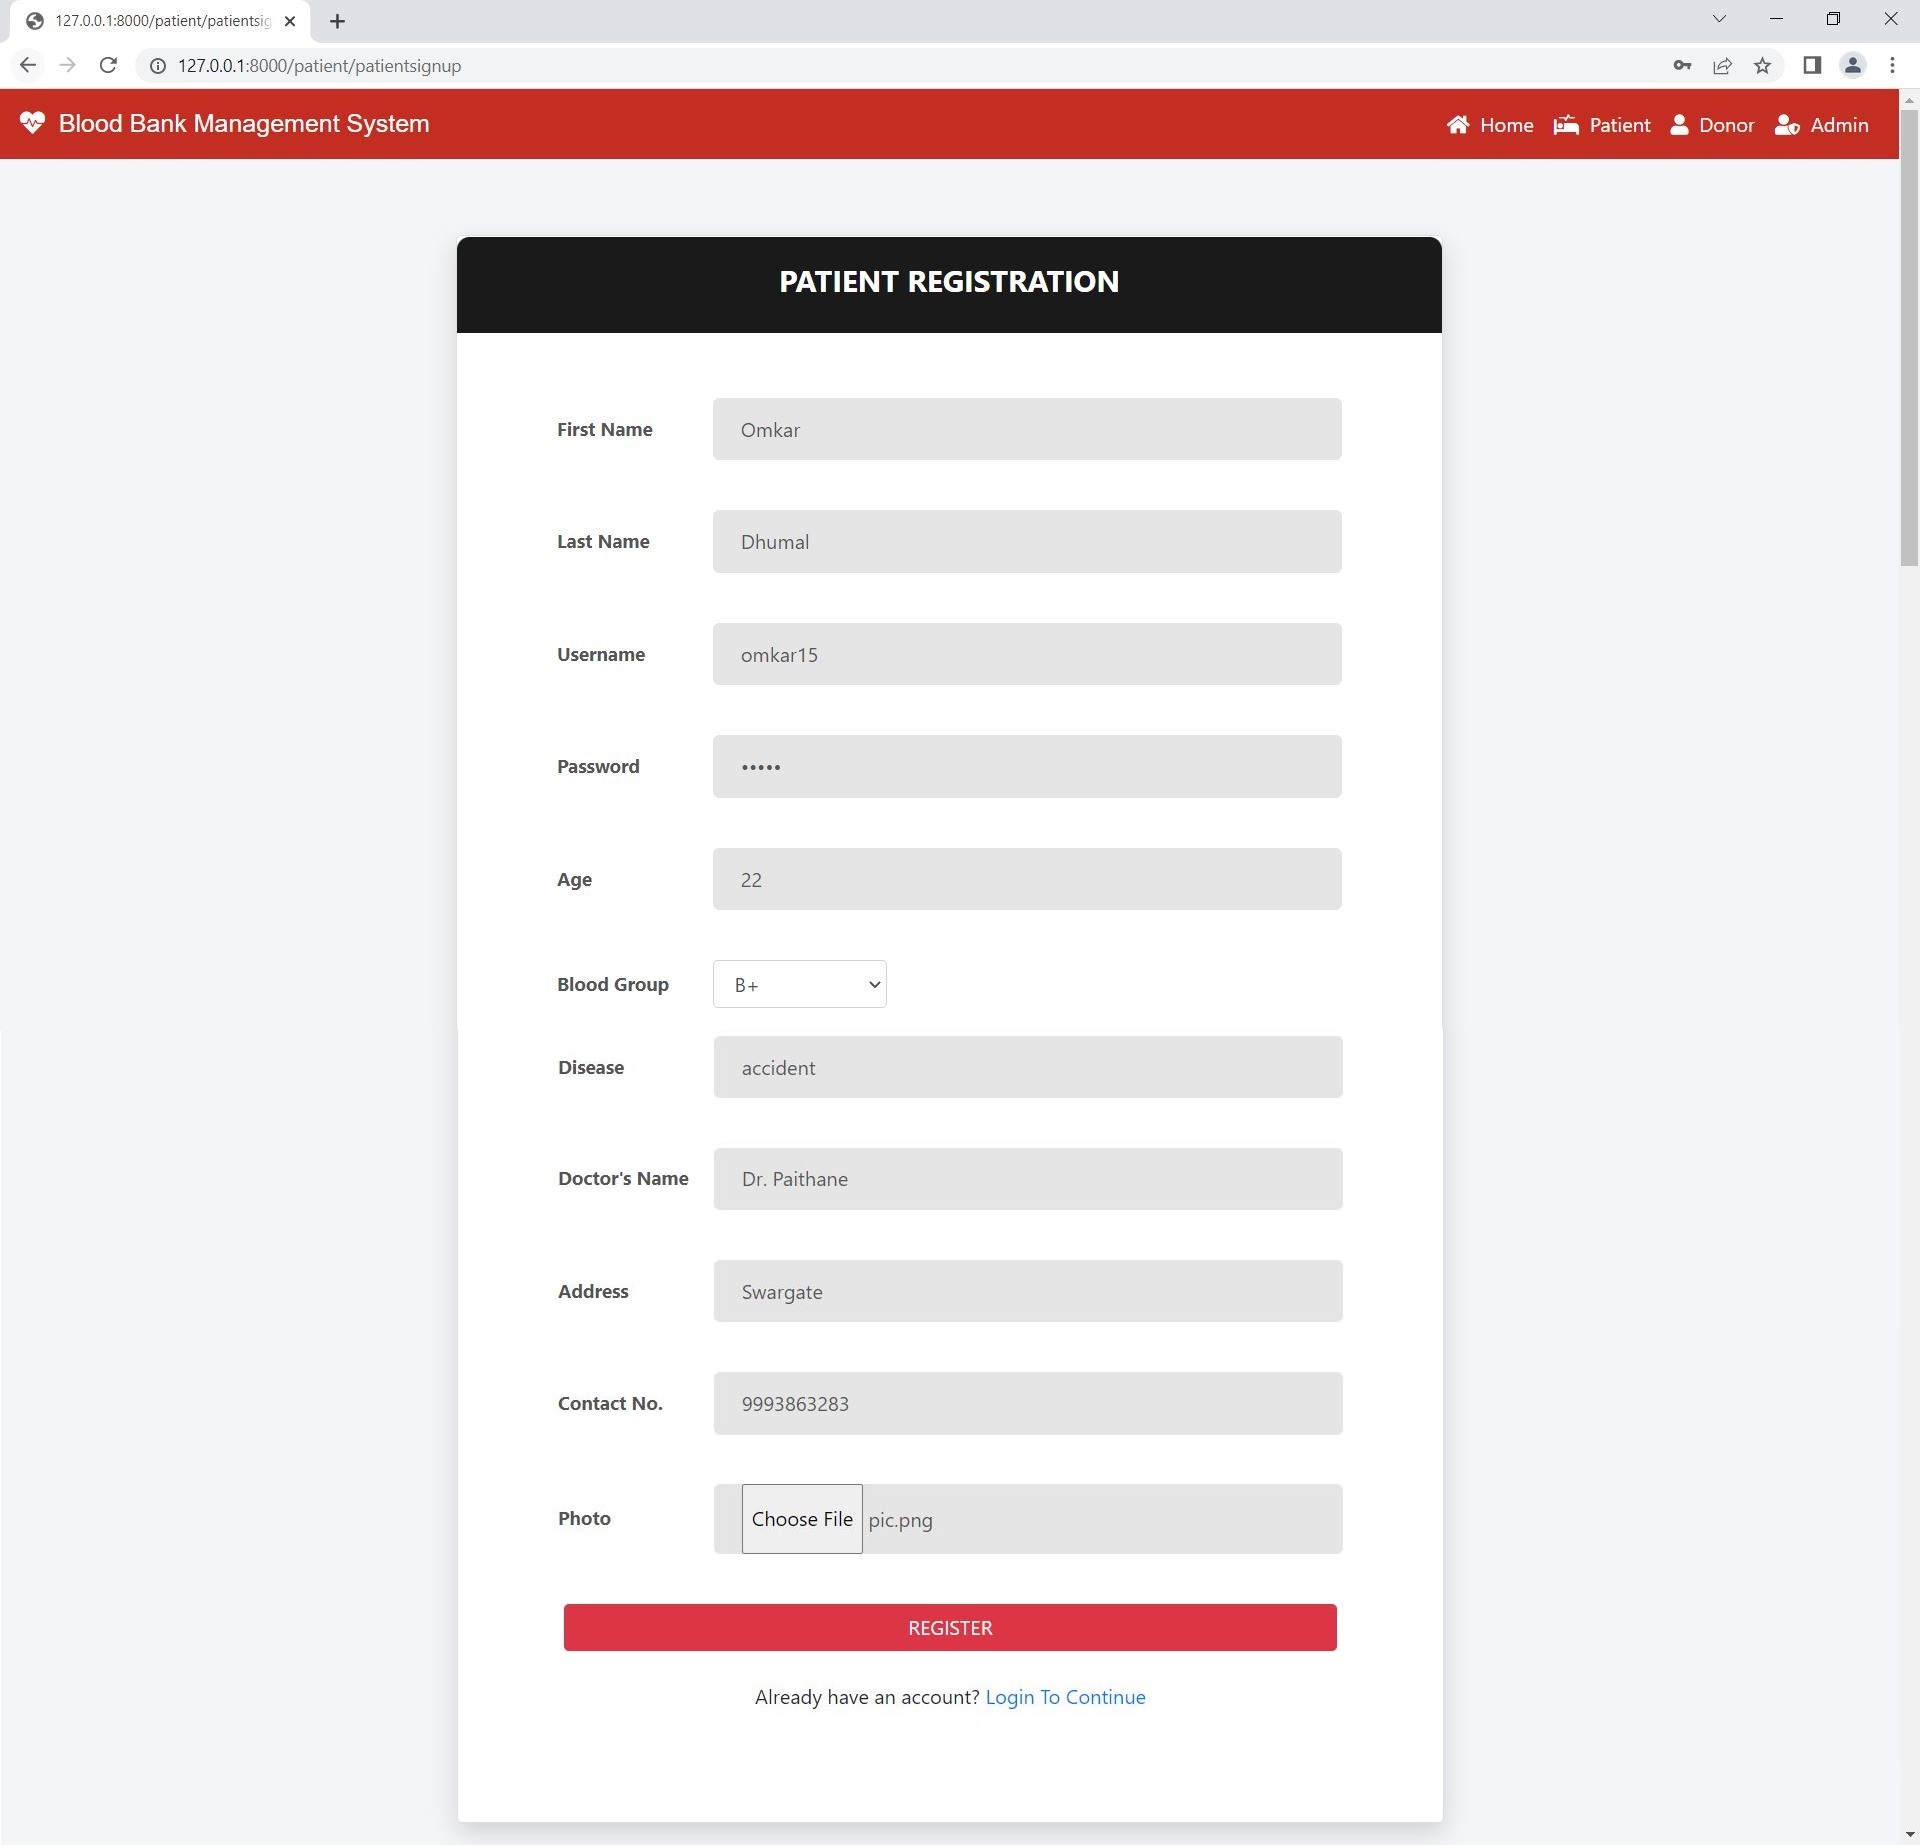 127.0.0.1:8000/patient/patientsig
127.0.0.1:8000/patient/patientsignup
Blood Bank Management System
Home Patient Donor Admin
PATIENT REGISTRATION
First Name Omkar
Last Name Dhumal
Username omkar15
Password •••••
Age 22
Blood Group B+
Disease accident
Doctor's Name Dr. Paithane
Address Swargate
Contact No. 9993863283
Photo Choose File pic.png
REGISTER
Already have an account? Login To Continue